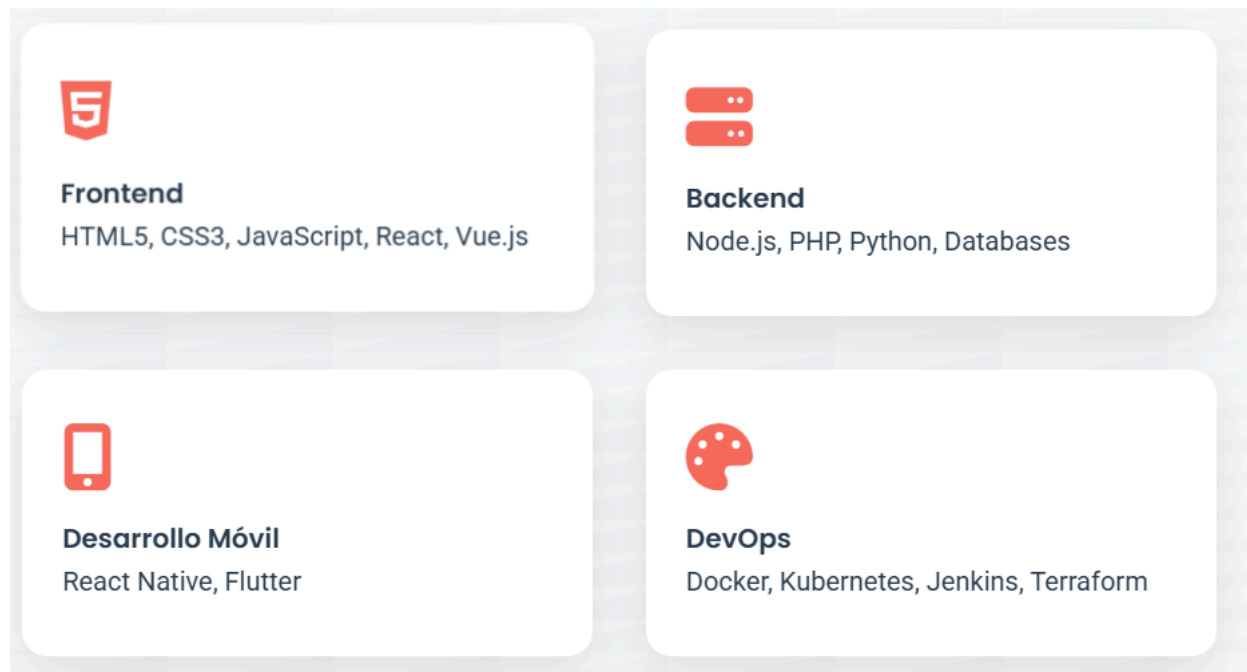 Frontend
HTML5, CSS3, JavaScript, React, Vue.js
Backend
Node.js, PHP, Python, Databases
Desarrollo Móvil
React Native, Flutter
DevOps
Docker, Kubernetes, Jenkins, Terraform